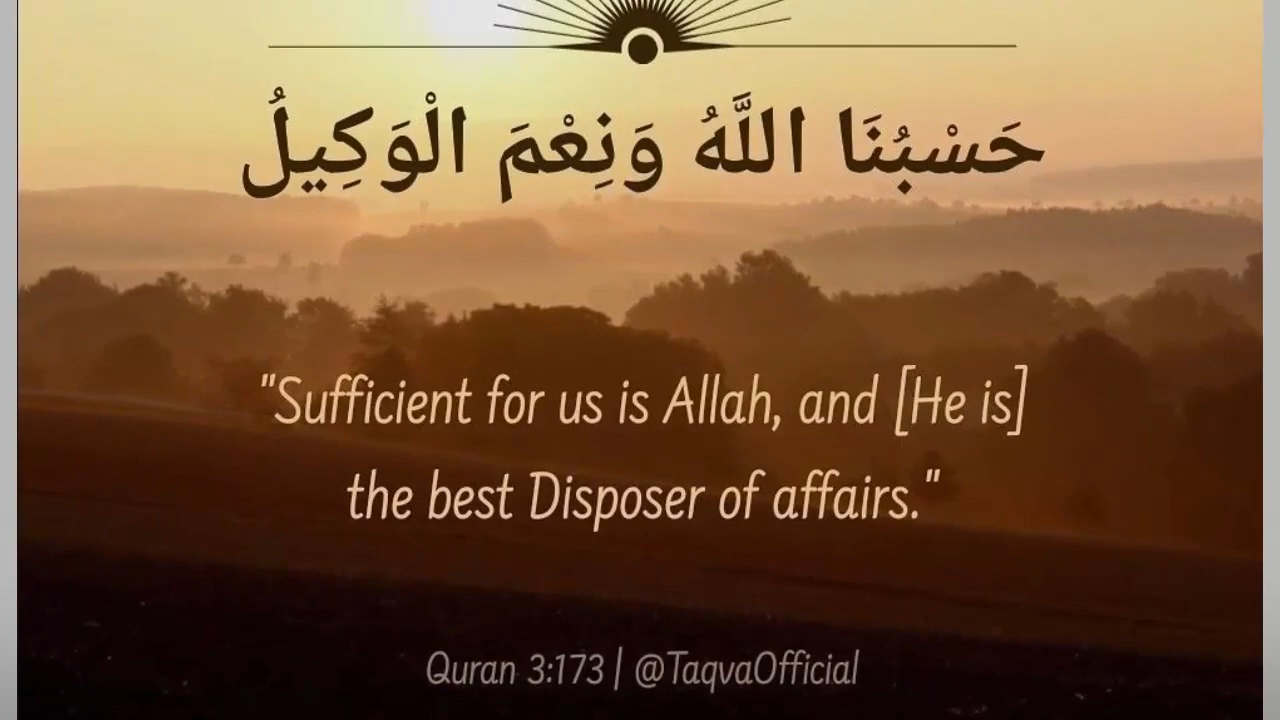 حَسْبُنَا اللَّهُ وَنِعْمَ الْوَكِيلُ
"Sufficient for us is Allah, and [He is]
the best Disposer of affairs."
Quran 3:173 | @TaqvaOfficial